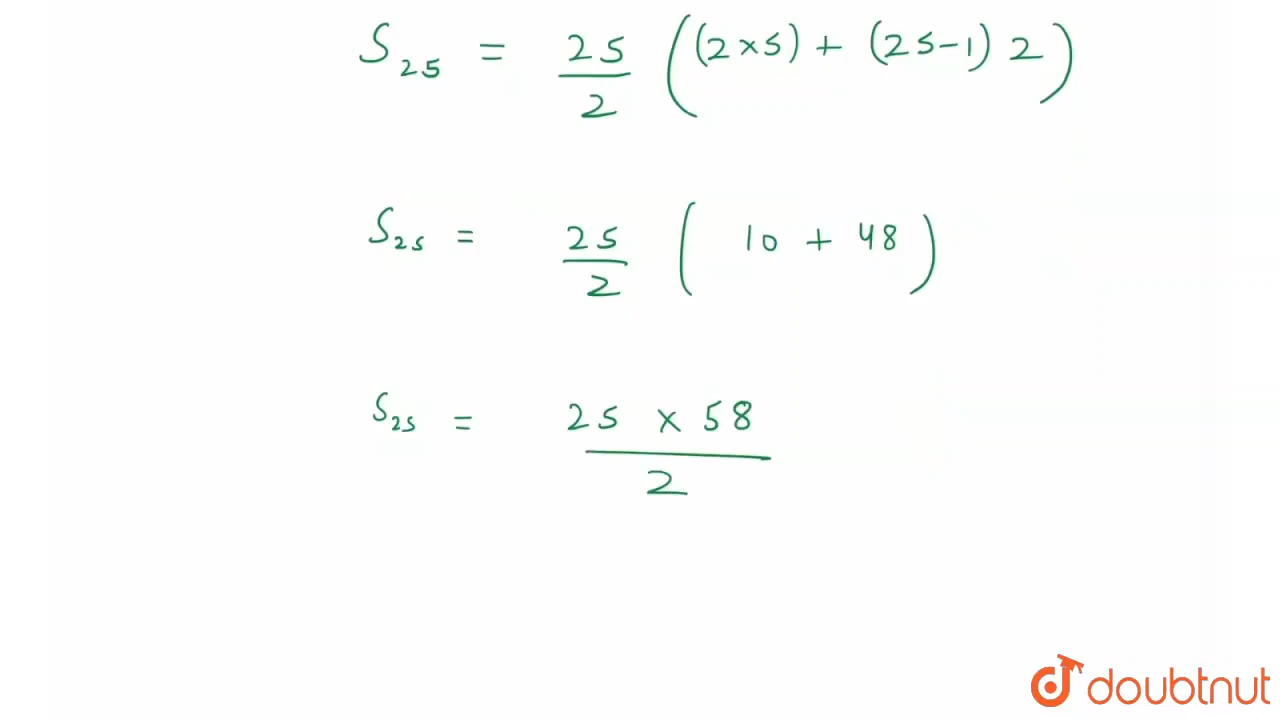 S₂₅ = 25/2 ((2×5) + (25-1) 2)
S₂₅ = 25/2 ( 10 + 48 )
S₂₅ = 25 × 58 / 2
doubtnut